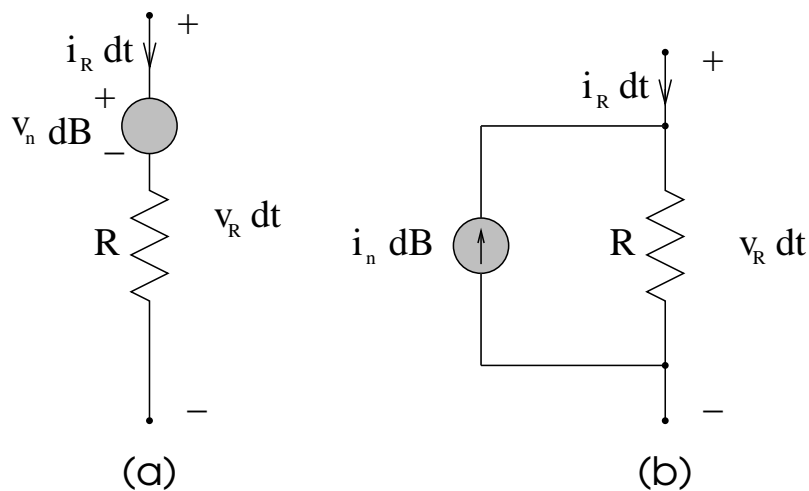 +
i_R dt
+
v_n dB
−
R
v_R dt
−
(a)
+
i_R dt
i_n dB
R
v_R dt
−
(b)